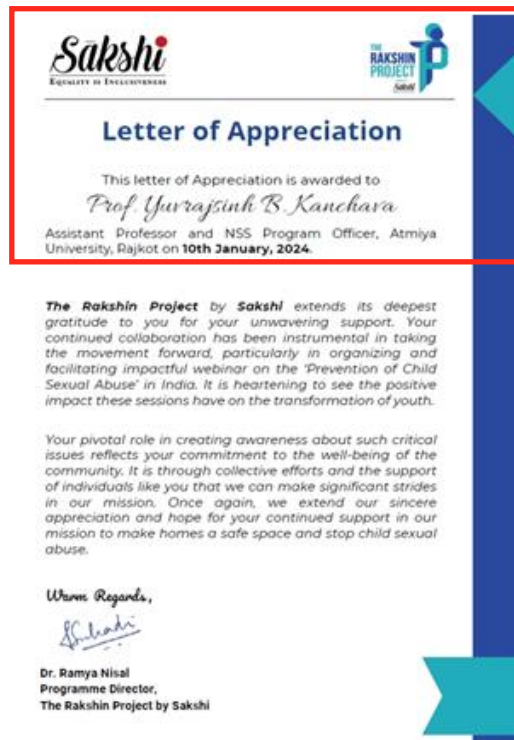 Sākshi
EQUALITY IS INCLUSIVENESS
THE
RAKSHIN
PROJECT
Sākshi
Letter of Appreciation
This letter of Appreciation is awarded to
Prof. Yuvrajsinh B. Kanchava
Assistant Professor and NSS Program Officer, Atmiya
University, Rajkot on 10th January, 2024.
The Rakshin Project by Sakshi extends its deepest
gratitude to you for your unwavering support. Your
continued collaboration has been instrumental in taking
the movement forward, particularly in organizing and
facilitating impactful webinar on the 'Prevention of Child
Sexual Abuse' in India. It is heartening to see the positive
impact these sessions have on the transformation of youth.
Your pivotal role in creating awareness about such critical
issues reflects your commitment to the well-being of the
community. It is through collective efforts and the support
of individuals like you that we can make significant strides
in our mission. Once again, we extend our sincere
appreciation and hope for your continued support in our
mission to make homes a safe space and stop child sexual
abuse.
Warm Regards,
Dr. Ramya Nisal
Programme Director,
The Rakshin Project by Sakshi